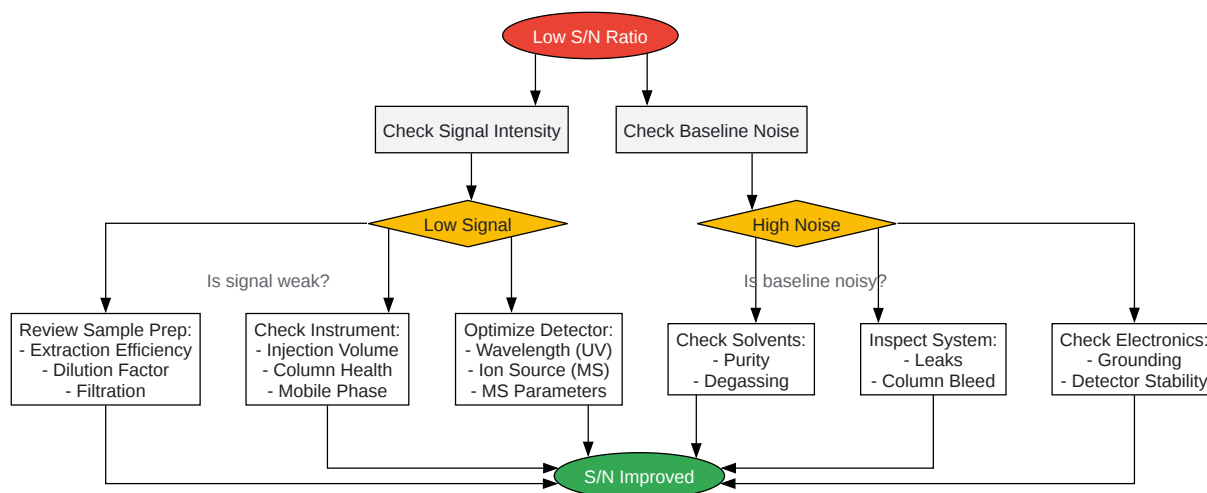 Low S/N Ratio
Check Signal Intensity
Check Baseline Noise
Low Signal
High Noise
Is signal weak?
Is baseline noisy?
Review Sample Prep:
- Extraction Efficiency
- Dilution Factor
- Filtration
Check Instrument:
- Injection Volume
- Column Health
- Mobile Phase
Optimize Detector:
- Wavelength (UV)
- Ion Source (MS)
- MS Parameters
Check Solvents:
- Purity
- Degassing
Inspect System:
- Leaks
- Column Bleed
Check Electronics:
- Grounding
- Detector Stability
S/N Improved